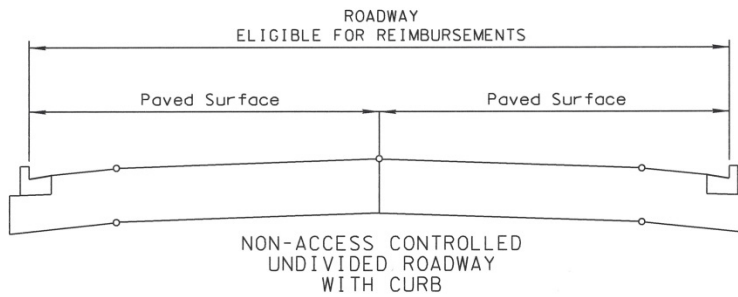 ROADWAY
ELIGIBLE FOR REIMBURSEMENTS
Paved Surface
Paved Surface
NON-ACCESS CONTROLLED
UNDIVIDED ROADWAY
WITH CURB